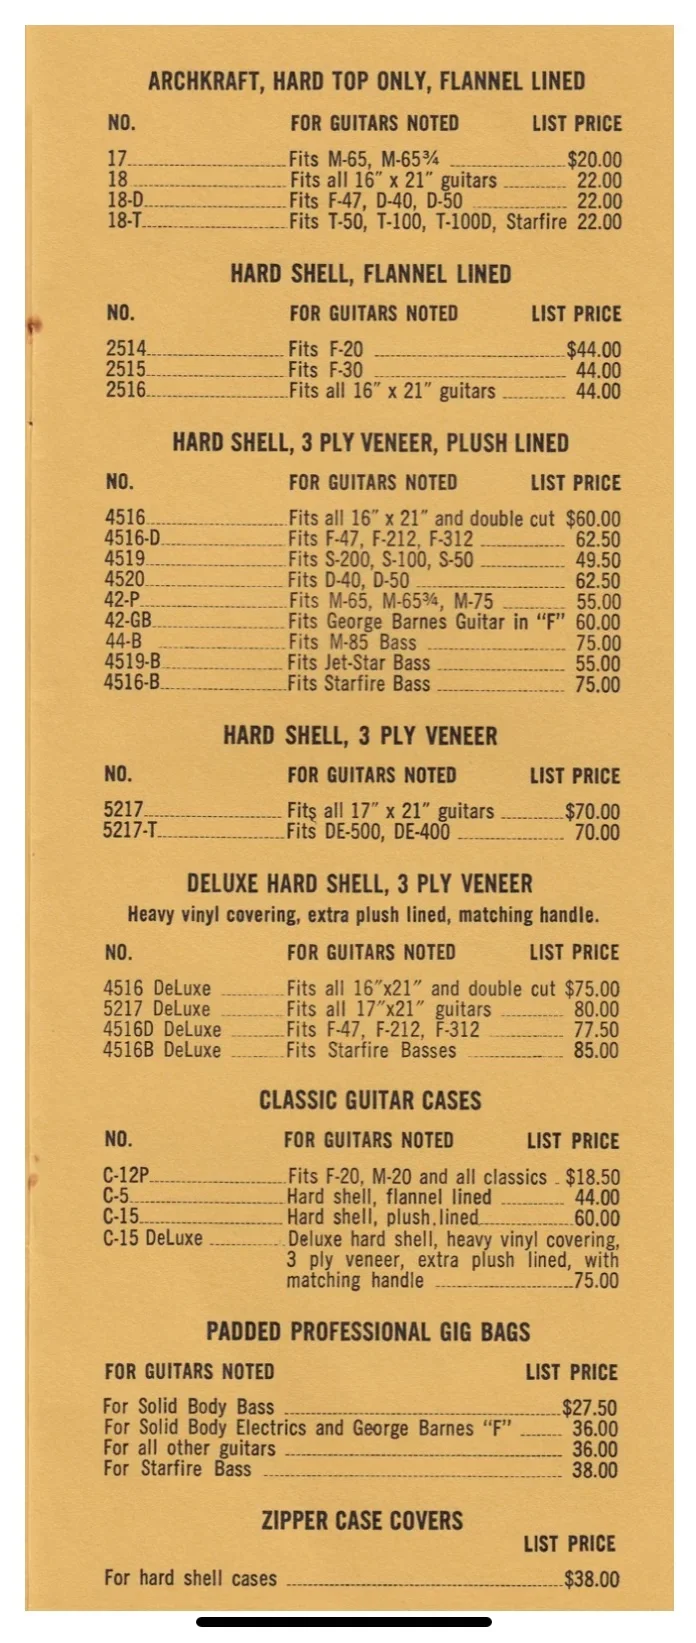 ARCHKRAFT, HARD TOP ONLY, FLANNEL LINED
NO. FOR GUITARS NOTED LIST PRICE
17 Fits M-65, M-65¾ $20.00
18 Fits all 16″ x 21″ guitars 22.00
18-D Fits F-47, D-40, D-50 22.00
18-T Fits T-50, T-100, T-100D, Starfire 22.00
HARD SHELL, FLANNEL LINED
NO. FOR GUITARS NOTED LIST PRICE
2514 Fits F-20 $44.00
2515 Fits F-30 44.00
2516 Fits all 16″ x 21″ guitars 44.00
HARD SHELL, 3 PLY VENEER, PLUSH LINED
NO. FOR GUITARS NOTED LIST PRICE
4516 Fits all 16″ x 21″ and double cut $60.00
4516-D Fits F-47, F-212, F-312 62.50
4519 Fits S-200, S-100, S-50 49.50
4520 Fits D-40, D-50 62.50
42-P Fits M-65, M-65¾, M-75 55.00
42-GB Fits George Barnes Guitar in “F” 60.00
44-B Fits M-85 Bass 75.00
4519-B Fits Jet-Star Bass 55.00
4516-B Fits Starfire Bass 75.00
HARD SHELL, 3 PLY VENEER
NO. FOR GUITARS NOTED LIST PRICE
5217 Fits all 17″ x 21″ guitars $70.00
5217-T Fits DE-500, DE-400 70.00
DELUXE HARD SHELL, 3 PLY VENEER
Heavy vinyl covering, extra plush lined, matching handle.
NO. FOR GUITARS NOTED LIST PRICE
4516 DeLuxe Fits all 16″x21″ and double cut $75.00
5217 DeLuxe Fits all 17″x21″ guitars 80.00
4516D DeLuxe Fits F-47, F-212, F-312 77.50
4516B DeLuxe Fits Starfire Basses 85.00
CLASSIC GUITAR CASES
NO. FOR GUITARS NOTED LIST PRICE
C-12P Fits F-20, M-20 and all classics $18.50
C-5 Hard shell, flannel lined 44.00
C-15 Hard shell, plush lined 60.00
C-15 DeLuxe Deluxe hard shell, heavy vinyl covering,
3 ply veneer, extra plush lined, with
matching handle 75.00
PADDED PROFESSIONAL GIG BAGS
FOR GUITARS NOTED LIST PRICE
For Solid Body Bass $27.50
For Solid Body Electrics and George Barnes “F” 36.00
For all other guitars 36.00
For Starfire Bass 38.00
ZIPPER CASE COVERS
LIST PRICE
For hard shell cases $38.00